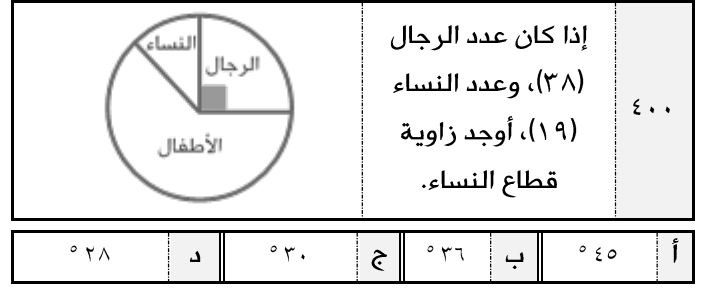 ٤٠٠
إذا كان عدد الرجال
(٣٨)، وعدد النساء
(١٩)، أوجد زاوية
قطاع النساء.
النساء
الرجال
الأطفال
أ ٤٥ ° ب ٣٦ ° ج ٣٠ ° د ٢٨ °